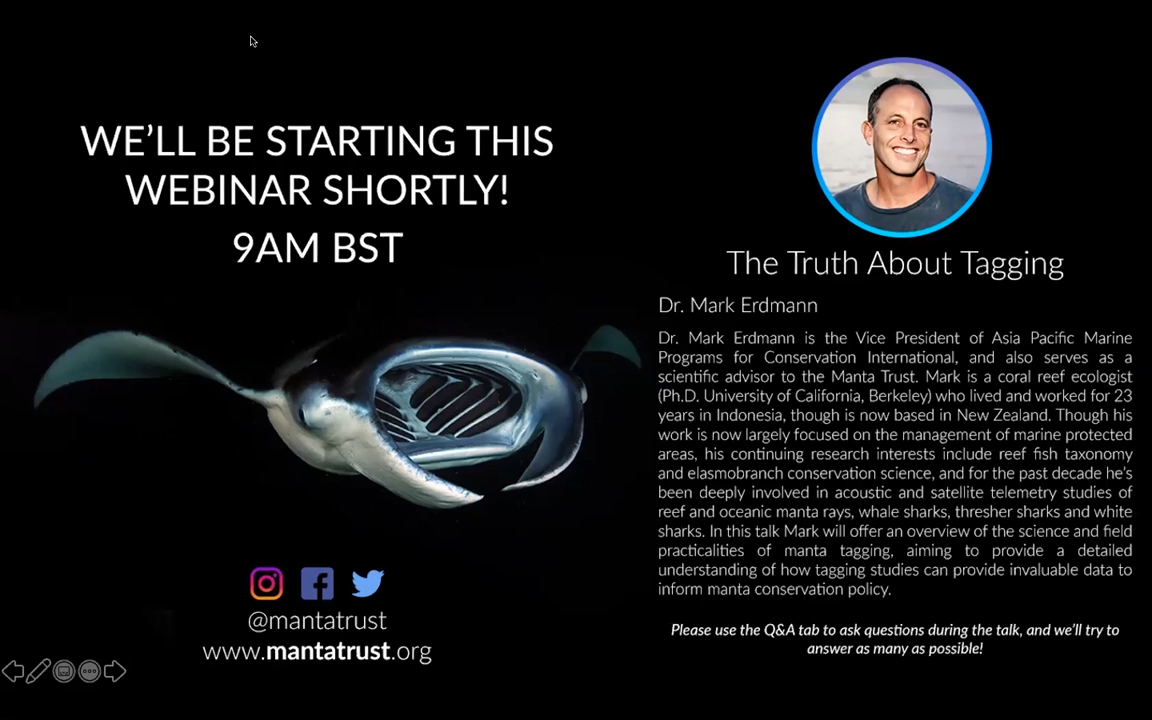 WE'LL BE STARTING THIS
WEBINAR SHORTLY!
9AM BST
@mantatrust
www.mantatrust.org
The Truth About Tagging
Dr. Mark Erdmann
Dr. Mark Erdmann is the Vice President of Asia Pacific Marine
Programs for Conservation International, and also serves as a
scientific advisor to the Manta Trust. Mark is a coral reef ecologist
(Ph.D. University of California, Berkeley) who lived and worked for 23
years in Indonesia, though is now based in New Zealand. Though his
work is now largely focused on the management of marine protected
areas, his continuing research interests include reef fish taxonomy
and elasmobranch conservation science, and for the past decade he's
been deeply involved in acoustic and satellite telemetry studies of
reef and oceanic manta rays, whale sharks, thresher sharks and white
sharks. In this talk Mark will offer an overview of the science and field
practicalities of manta tagging, aiming to provide a detailed
understanding of how tagging studies can provide invaluable data to
inform manta conservation policy.
Please use the Q&A tab to ask questions during the talk, and we'll try to
answer as many as possible!